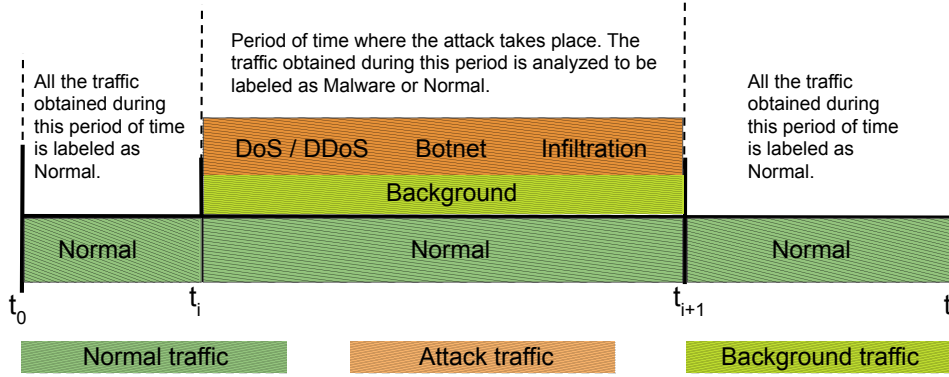 All the traffic
obtained during
this period of time
is labeled as
Normal.
Period of time where the attack takes place. The
traffic obtained during this period is analyzed to be
labeled as Malware or Normal.
All the traffic
obtained during
this period of time
is labeled as
Normal.
DoS / DDoS Botnet Infiltration
Background
Normal Normal Normal
t0 ti ti+1 t
Normal traffic Attack traffic Background traffic